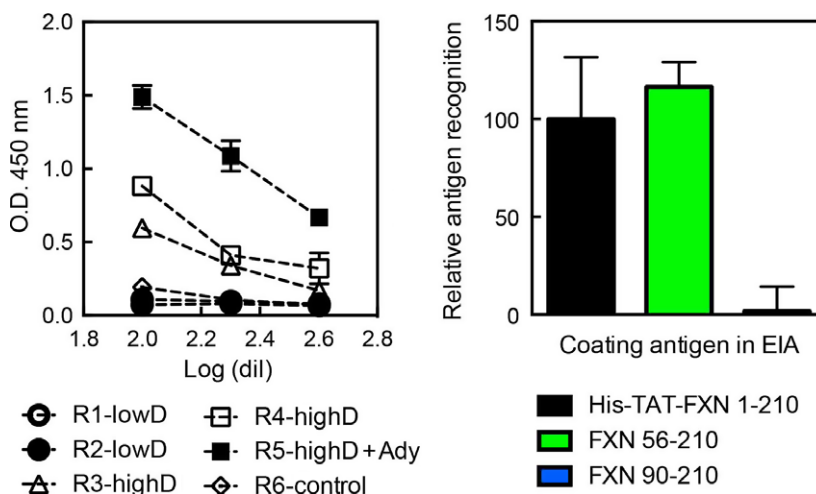 O.D. 450 nm
1.5
1.0
0.5
0.0
1.8 2.0 2.2 2.4 2.6 2.8
Log (dil)
R1-lowD
R2-lowD
R3-highD
R4-highD
R5-highD+Ady
R6-control
Relative antigen recognition
100
50
0
Coating antigen in EIA
His-TAT-FXN 1-210
FXN 56-210
FXN 90-210